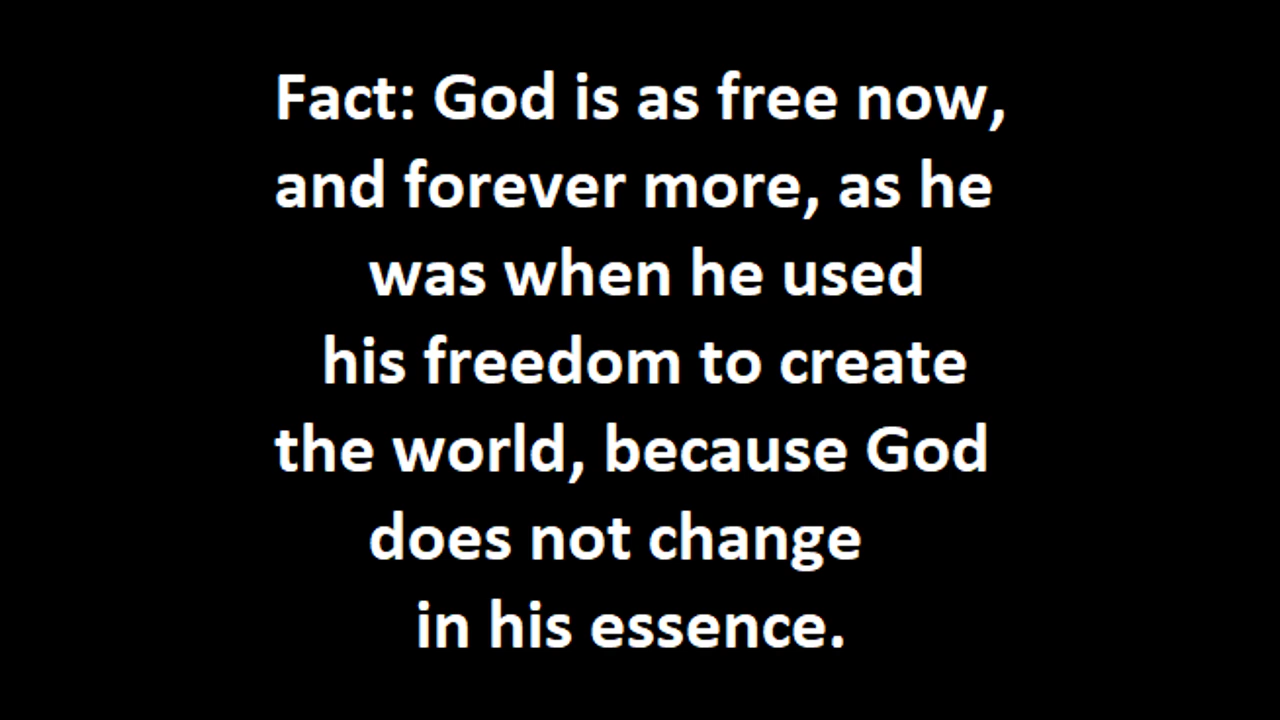 Fact: God is as free now,
and forever more, as he
was when he used
his freedom to create
the world, because God
does not change
in his essence.